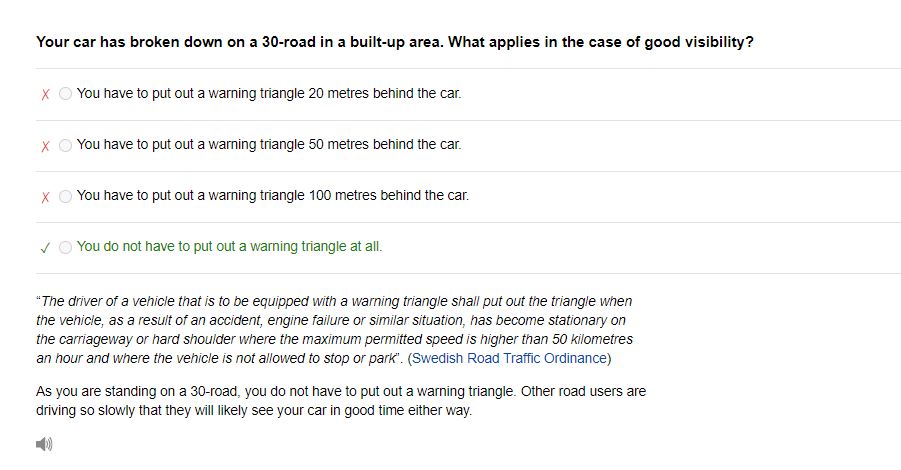 Your car has broken down on a 30-road in a built-up area. What applies in the case of good visibility?
You have to put out a warning triangle 20 metres behind the car.
You have to put out a warning triangle 50 metres behind the car.
You have to put out a warning triangle 100 metres behind the car.
You do not have to put out a warning triangle at all.
“The driver of a vehicle that is to be equipped with a warning triangle shall put out the triangle when
the vehicle, as a result of an accident, engine failure or similar situation, has become stationary on
the carriageway or hard shoulder where the maximum permitted speed is higher than 50 kilometres
an hour and where the vehicle is not allowed to stop or park”. (Swedish Road Traffic Ordinance)
As you are standing on a 30-road, you do not have to put out a warning triangle. Other road users are
driving so slowly that they will likely see your car in good time either way.